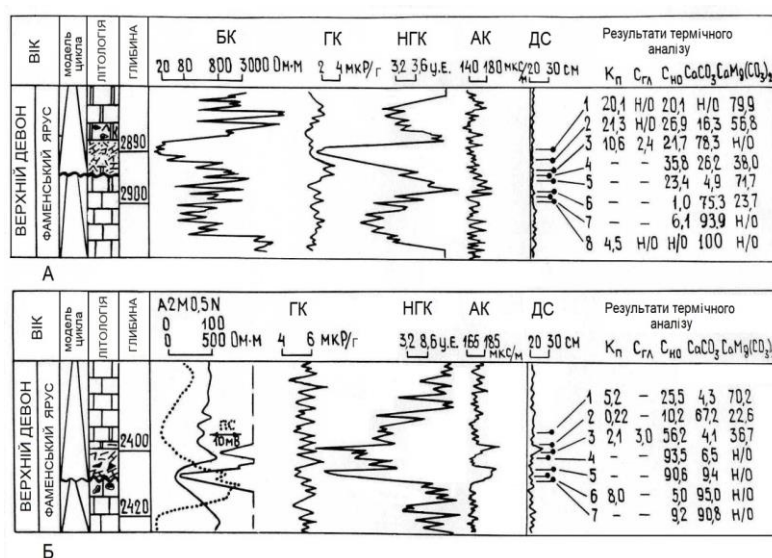 ВІК
модель цикла
ЛІТОЛОГІЯ
ГЛИБИНА
БК
20 80 800 3000 Ом·м
ГК
2 4 мкР/г
НГК
3,2 3,6 у.е.
АК
140 180 мкс/м
ДС
20 30 см
Результати термічного
аналізу
Кп Сгл Сно CaCO3 CaMg(CO3)2
ВЕРХНІЙ ДЕВОН
ФАМЕНСЬКИЙ ЯРУС
2890
2900
1 20,1 Н/О 20,1 Н/О 79,9
2 21,3 Н/О 26,9 16,3 56,8
3 10,6 2,4 21,7 78,3 Н/О
4 – – 35,8 26,2 38,0
5 – – 23,4 4,9 71,7
6 – – 1,0 75,3 23,7
7 – – 6,1 93,9 Н/О
8 4,5 Н/О Н/О 100 Н/О
А
ВІК
модель цикла
ЛІТОЛОГІЯ
ГЛИБИНА
А2М0,5N
0 100
0 500 Ом·м
ГК
4 6 мкР/г
НГК
3,2 8,6 у.е.
АК
165 185 мкс/м
ДС
20 30 см
Результати термічного
аналізу
Кп Сгл Сно CaCO3 CaMg(CO3)2
ВЕРХНІЙ ДЕВОН
ФАМЕНСЬКИЙ ЯРУС
2400
2420
ПС
10мв
1 5,2 – 25,5 4,3 70,2
2 0,22 – 10,2 67,2 22,6
3 2,1 3,0 56,2 4,1 36,7
4 – – 93,5 6,5 Н/О
5 – – 90,6 9,4 Н/О
6 8,0 – 5,0 95,0 Н/О
7 – – 9,2 90,8 Н/О
Б